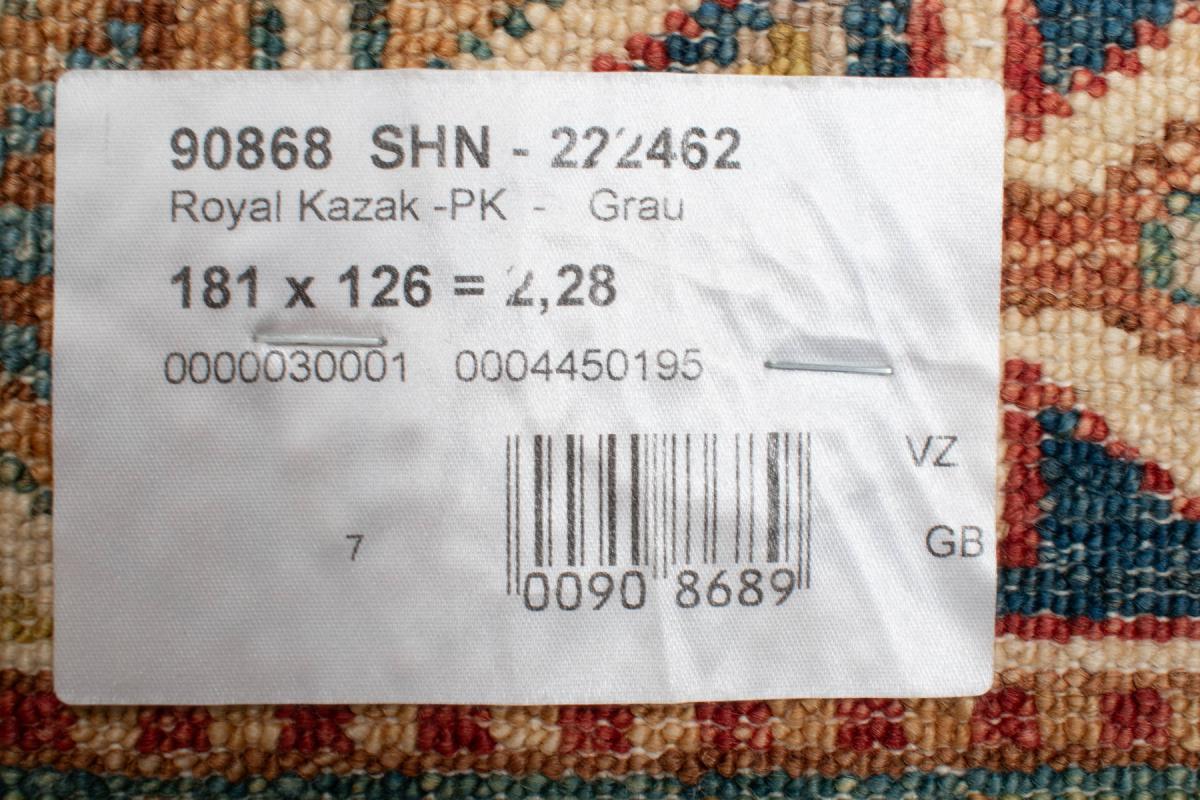 90868 SHN - 222462
Royal Kazak -PK - Grau
181 x 126 = 2,28
0000030001 0004450195
VZ
7
GB
0090 8689